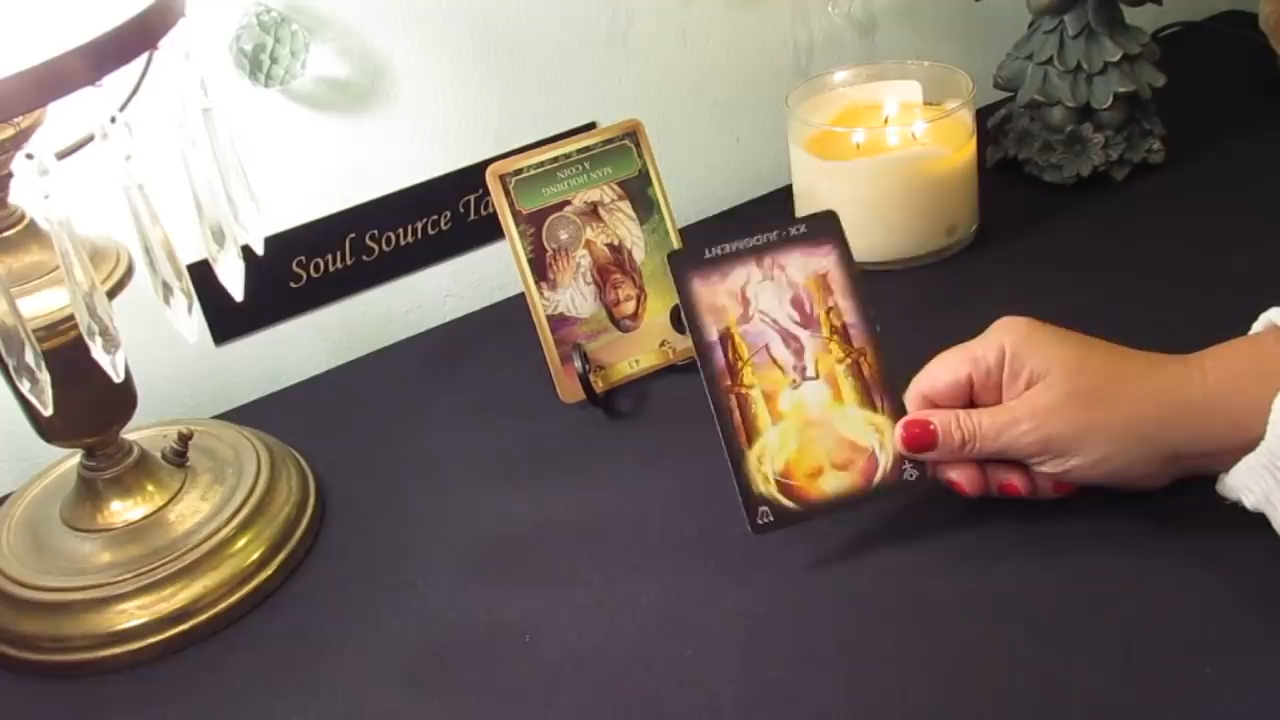 Soul Source Ta
MAN HOLDING
A COIN
43
XX · JUDGMENT